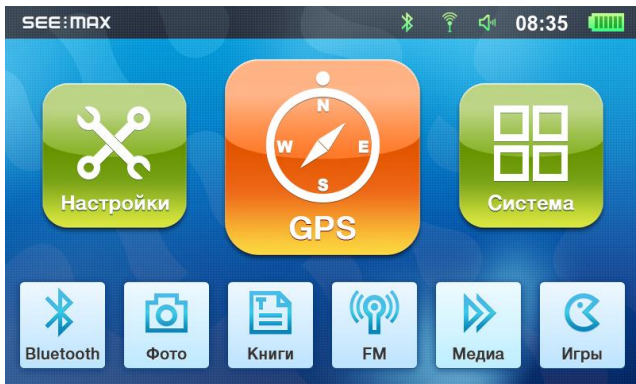 SEE:MAX
08:35
Настройки
N
W E
S
GPS
Система
T
Bluetooth
Фото
Книги
FM
Медиа
Игры